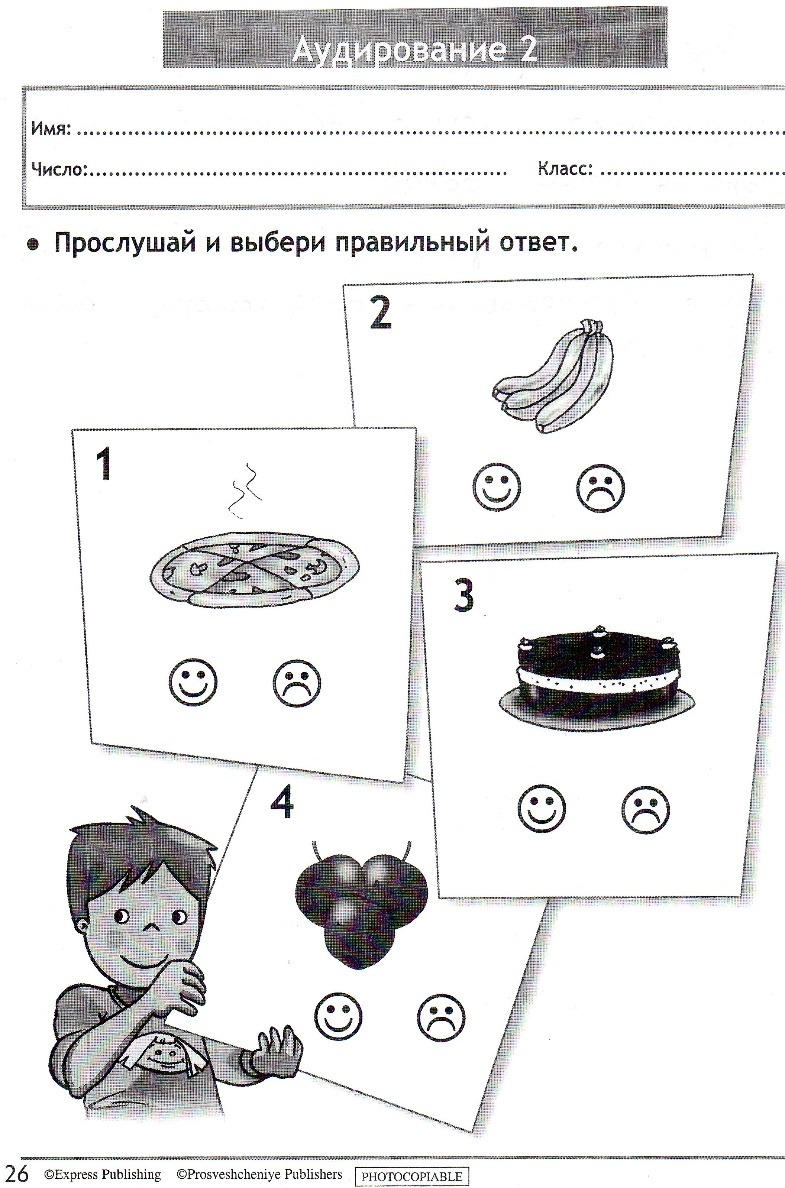 Аудирование 2
Имя:
Число: Класс:
• Прослушай и выбери правильный ответ.
2
1
3
4
26 ©Express Publishing ©Prosveshcheniye Publishers PHOTOCOPIABLE